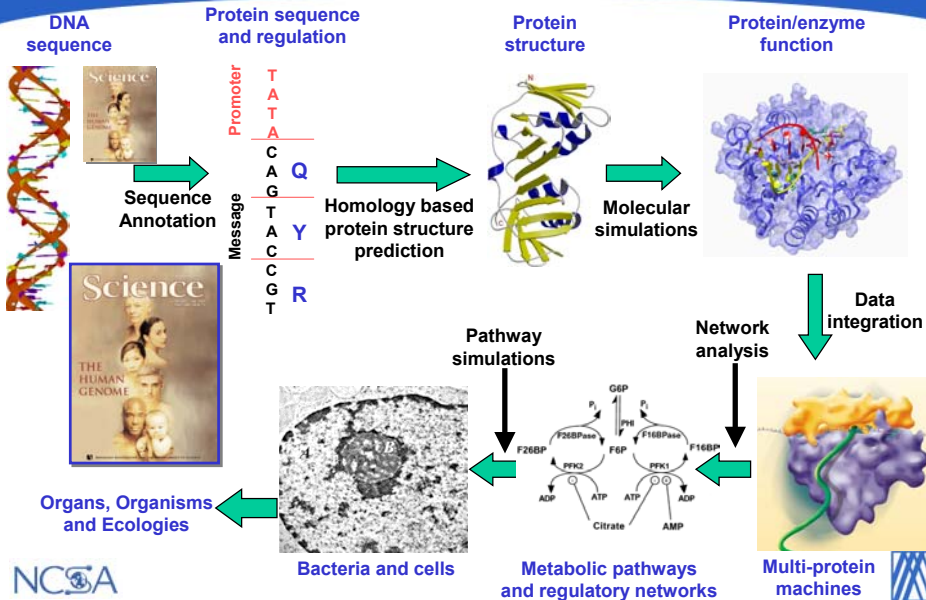 DNA
sequence
Protein sequence
and regulation
Protein
structure
Protein/enzyme
function
Science
THE
HUMAN
GENOME
Sequence
Annotation
Promoter
T
A
T
A
Message
C
A
G
Q
T
A
C
Y
C
G
T
R
Homology based
protein structure
prediction
N
C
Molecular
simulations
Data
integration
Science
THE
HUMAN
GENOME
Organs, Organisms
and Ecologies
Pathway
simulations
Bacteria and cells
Network
analysis
G6P
Pi
Pi
PHI
F26BPase
F16BPase
F26BP
F6P
F16BP
PFK2
PFK1
ADP
ATP
ATP
ADP
Citrate
AMP
Metabolic pathways
and regulatory networks
Multi-protein
machines
NCSA